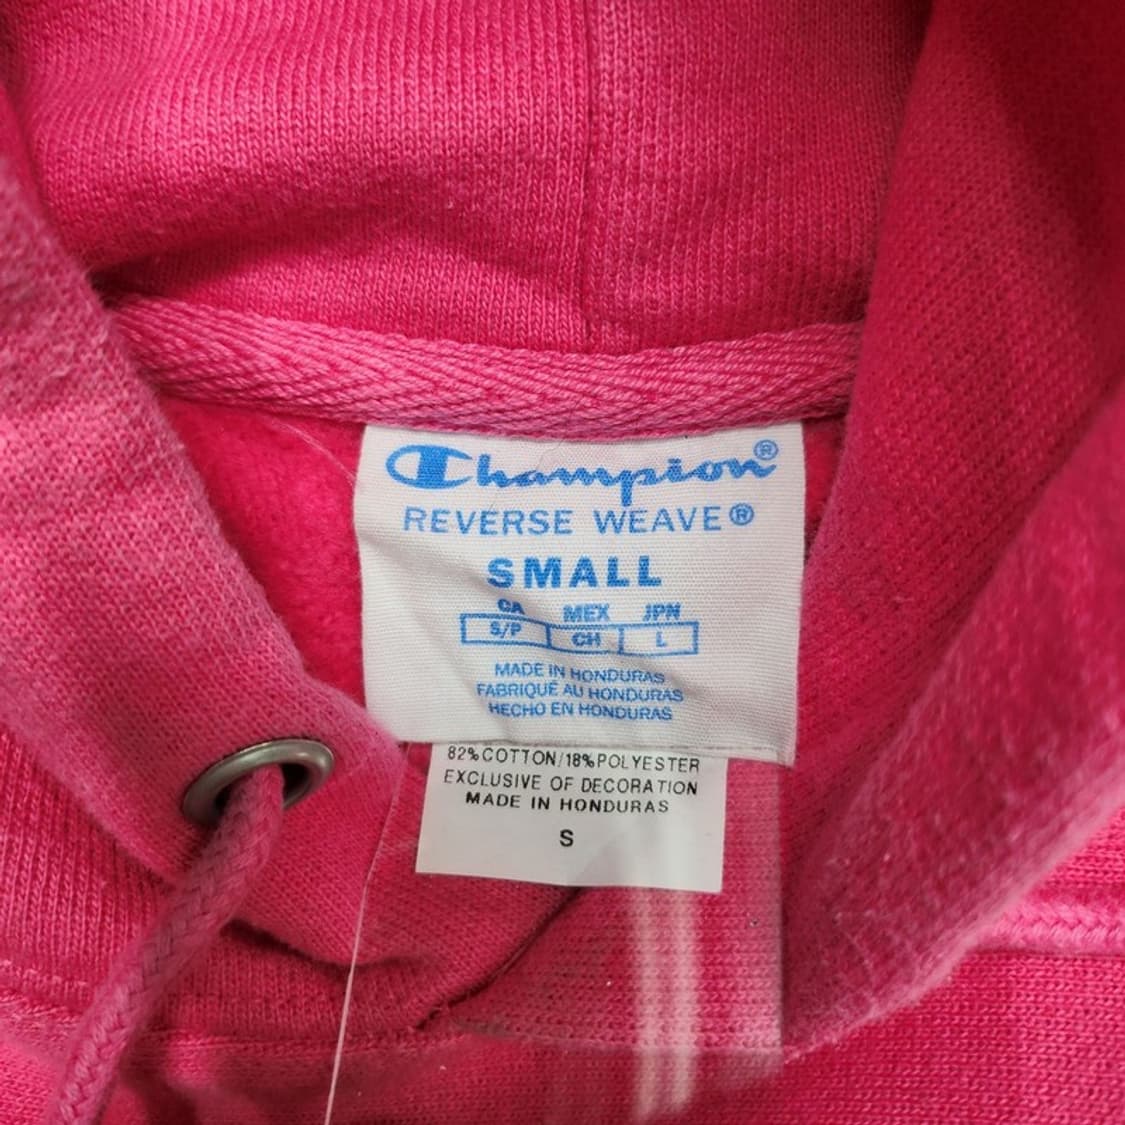 Champion®
REVERSE WEAVE®
SMALL
CA MEX JPN
S/P CH L
MADE IN HONDURAS
FABRIQUÉ AU HONDURAS
HECHO EN HONDURAS
82%COTTON/18%POLYESTER
EXCLUSIVE OF DECORATION
MADE IN HONDURAS
S